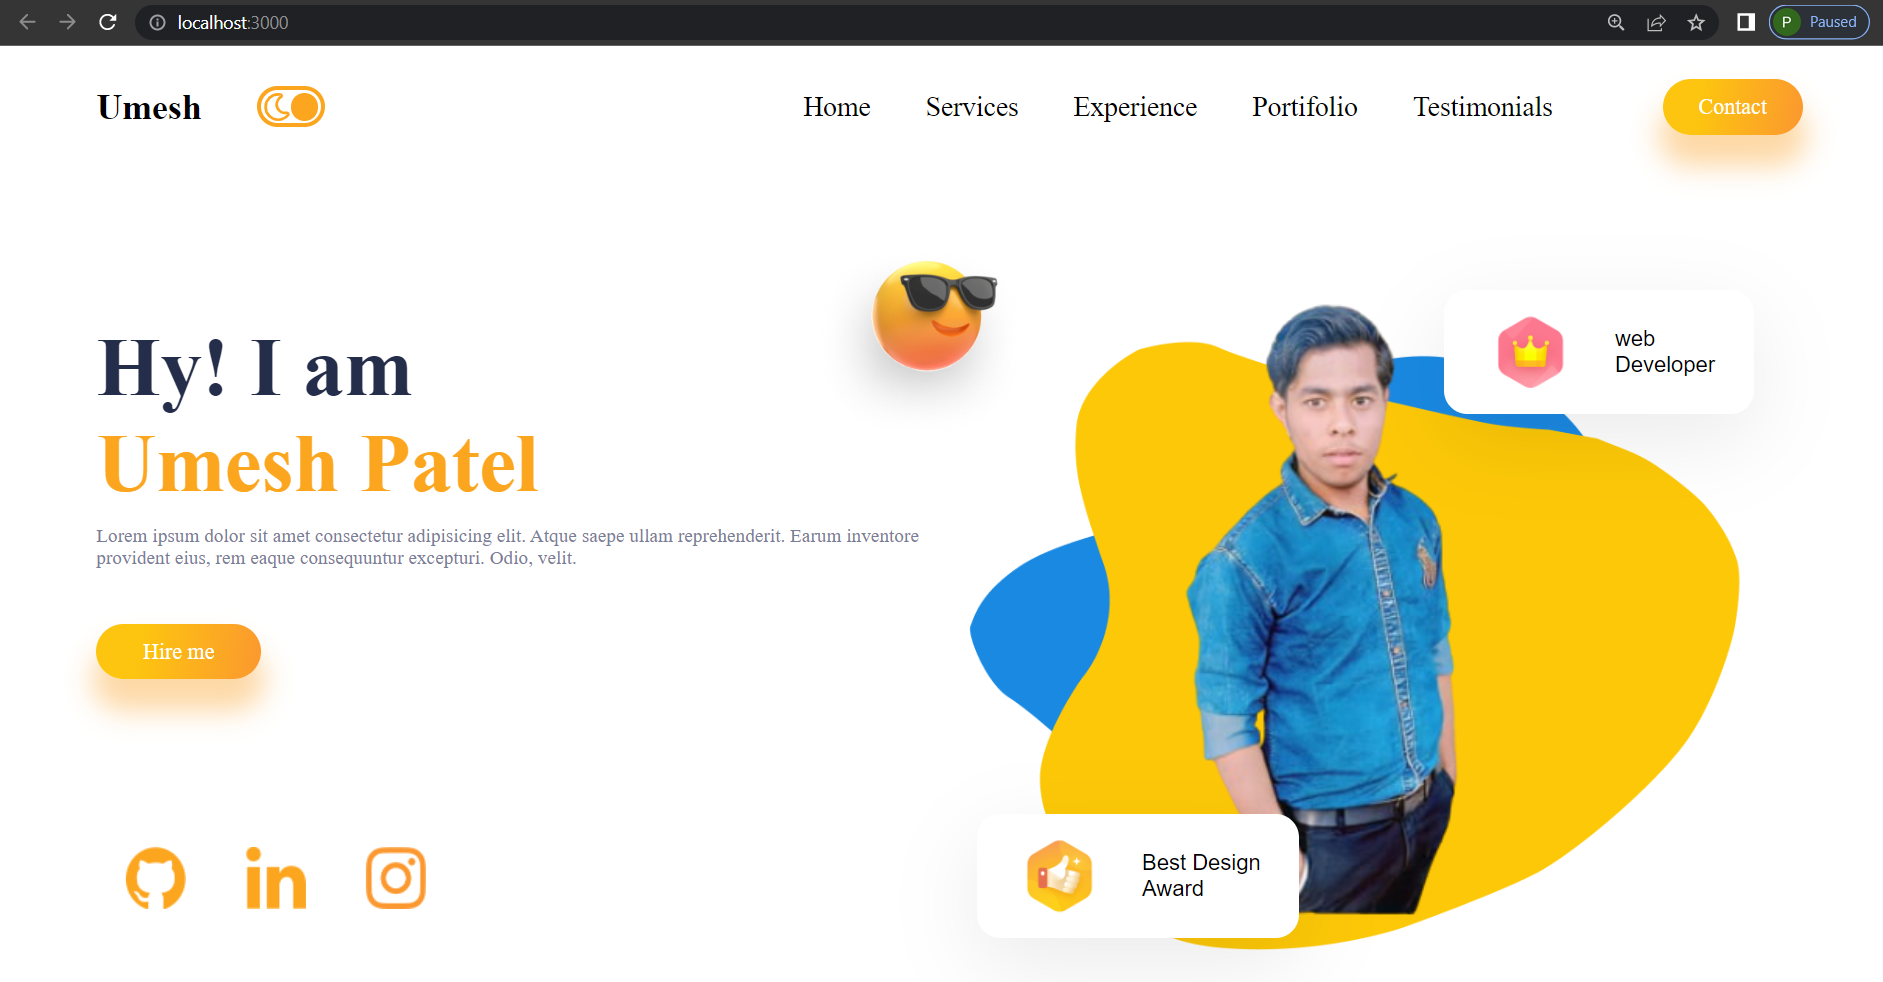 localhost:3000
P Paused
Umesh
Home Services Experience Portifolio Testimonials Contact
web
Developer
Hy! I am
Umesh Patel
Lorem ipsum dolor sit amet consectetur adipisicing elit. Atque saepe ullam reprehenderit. Earum inventore
provident eius, rem eaque consequuntur excepturi. Odio, velit.
Hire me
in
Best Design
Award